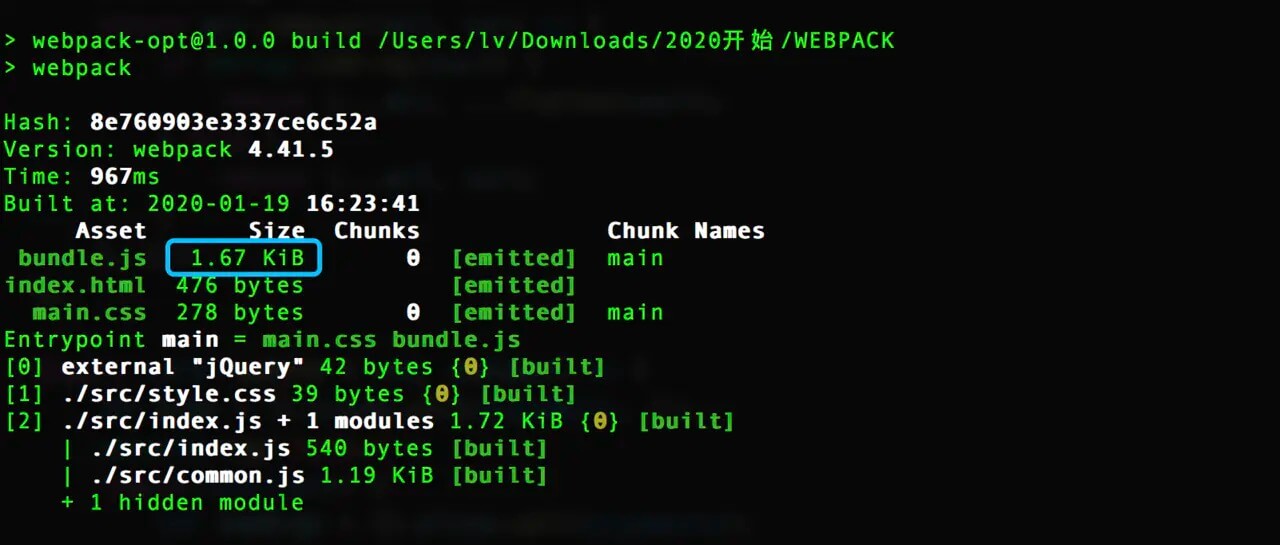 > webpack-opt@1.0.0 build /Users/lv/Downloads/2020开始/WEBPACK
> webpack
Hash: 8e760903e3337ce6c52a
Version: webpack 4.41.5
Time: 967ms
Built at: 2020-01-19 16:23:41
Asset Size Chunks Chunk Names
bundle.js 1.67 KiB 0 [emitted] main
index.html 476 bytes [emitted]
main.css 278 bytes 0 [emitted] main
Entrypoint main = main.css bundle.js
[0] external "jQuery" 42 bytes {0} [built]
[1] ./src/style.css 39 bytes {0} [built]
[2] ./src/index.js + 1 modules 1.72 KiB {0} [built]
| ./src/index.js 540 bytes [built]
| ./src/common.js 1.19 KiB [built]
+ 1 hidden module